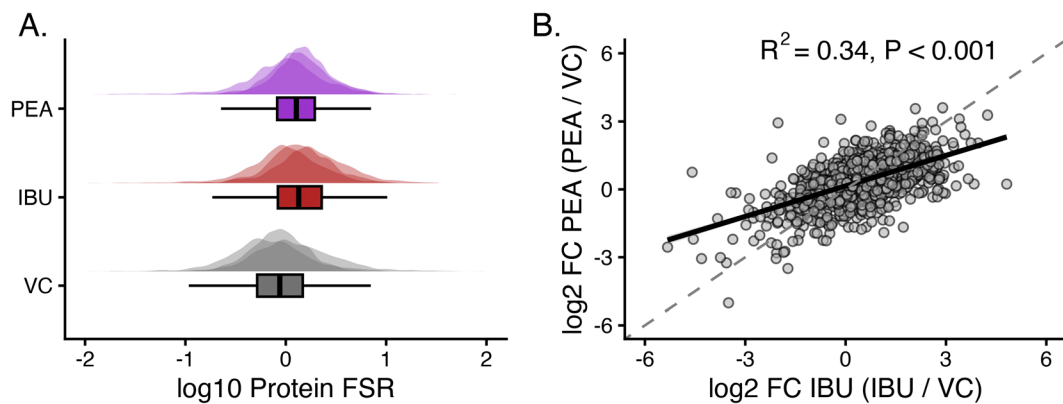 A.
PEA
IBU
VC
-2 -1 0 1 2
log10 Protein FSR
B.
R2 = 0.34, P < 0.001
log2 FC PEA (PEA / VC)
6
3
0
-3
-6
-6 -3 0 3 6
log2 FC IBU (IBU / VC)